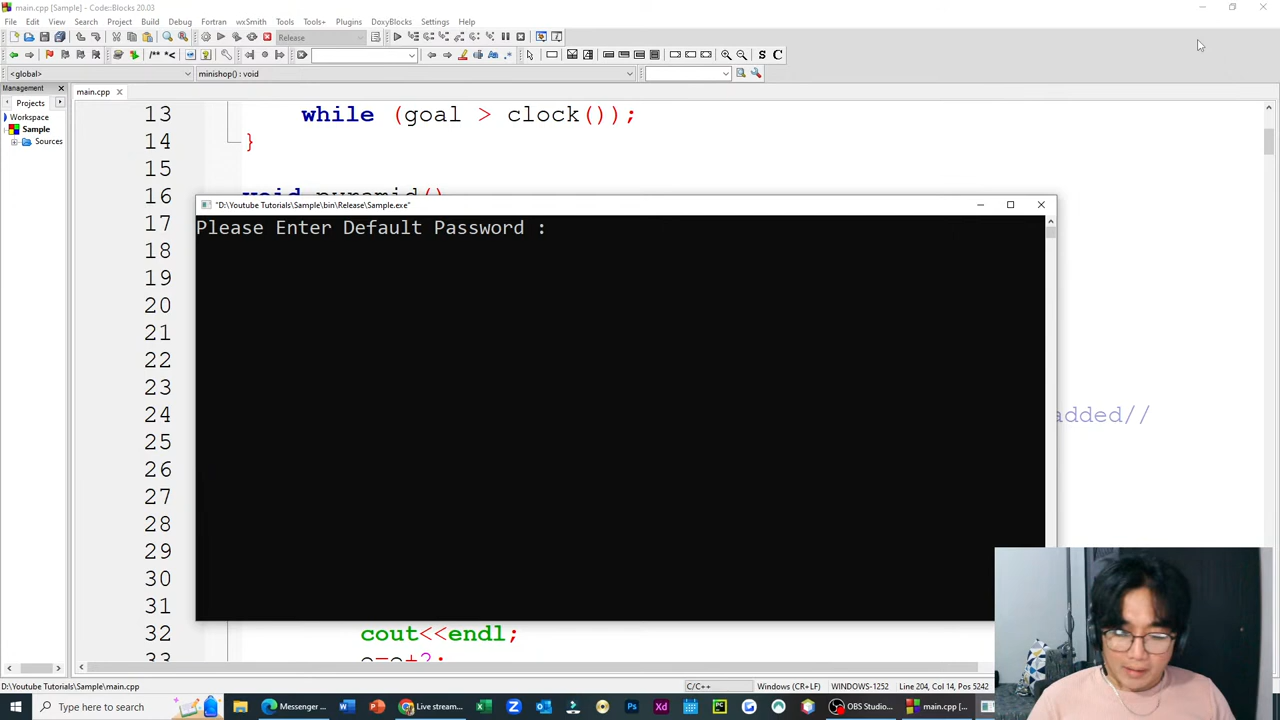 main.cpp [Sample] - Code::Blocks 20.03
File Edit View Search Project Build Debug Fortran wxSmith Tools Tools+ Plugins DoxyBlocks Settings Help
Release
/** *<
S C
<global> minishop() : void
Management
main.cpp
Projects
Workspace
Sample
Sources
13 while (goal > clock());
14 }
15
16 void pyramid()
"D:\Youtube Tutorials\Sample\bin\Release\Sample.exe"
17
Please Enter Default Password :
18
19
20
21
22
23
24 added//
25
26
27
28
29
30
31
32 cout<<endl;
33
D:\Youtube Tutorials\Sample\main.cpp C/C++ Windows (CR+LF) WINDOWS-1252 Line 204, Col 14, Pos 5242
Type here to search Messenger ... Live stream... OBS Studio... main.cpp [...